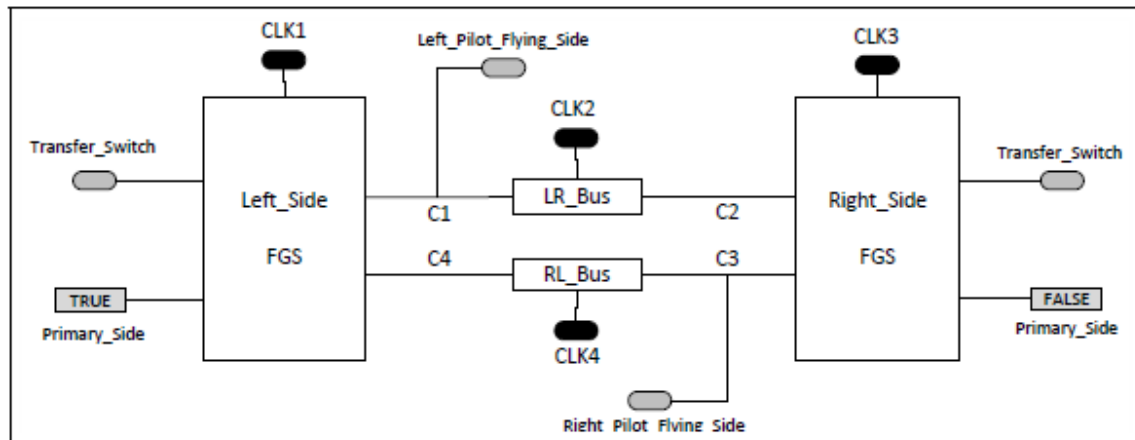 CLK1
Left_Pilot_Flying_Side
CLK3
CLK2
Transfer_Switch
Transfer_Switch
Left_Side
FGS
C1
LR_Bus
C2
Right_Side
FGS
C4
RL_Bus
C3
TRUE
Primary_Side
FALSE
Primary_Side
CLK4
Right_Pilot_Flying_Side